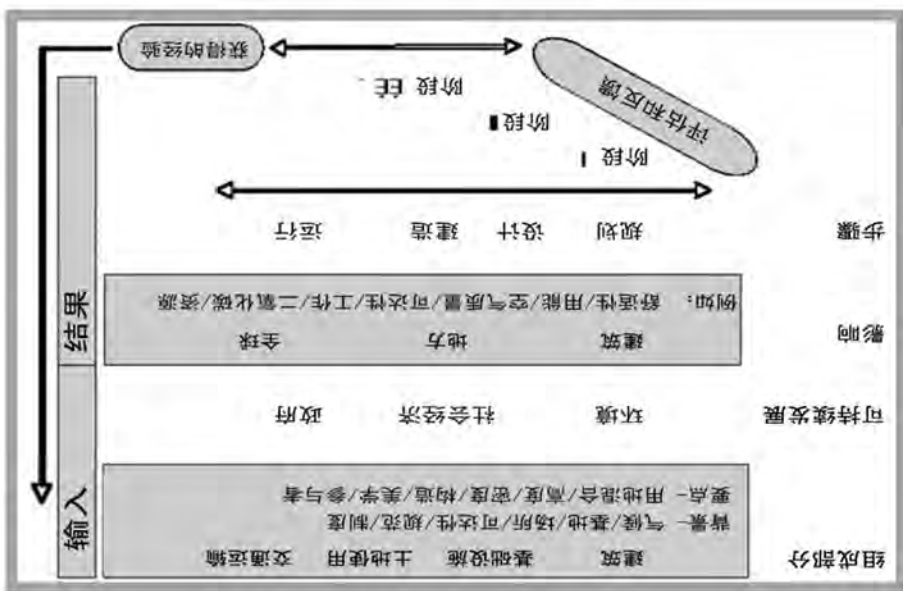 组成部分 建筑 基础设施 土地使用 交通运输
背景- 气候/基地/场所/可达性/规范/制度
要点- 用地混合/高度/密度/构造/美学/参与者
输入
可持续发展 环境 社会经济 政府
影响 建筑 地方 全球
例如: 舒适性/用能/空气质量/可达性/工作/二氧化碳/资源
结果
步骤 规划 设计 建造 运行
阶段 I
阶段
阶段
评估和反馈
获得的经验